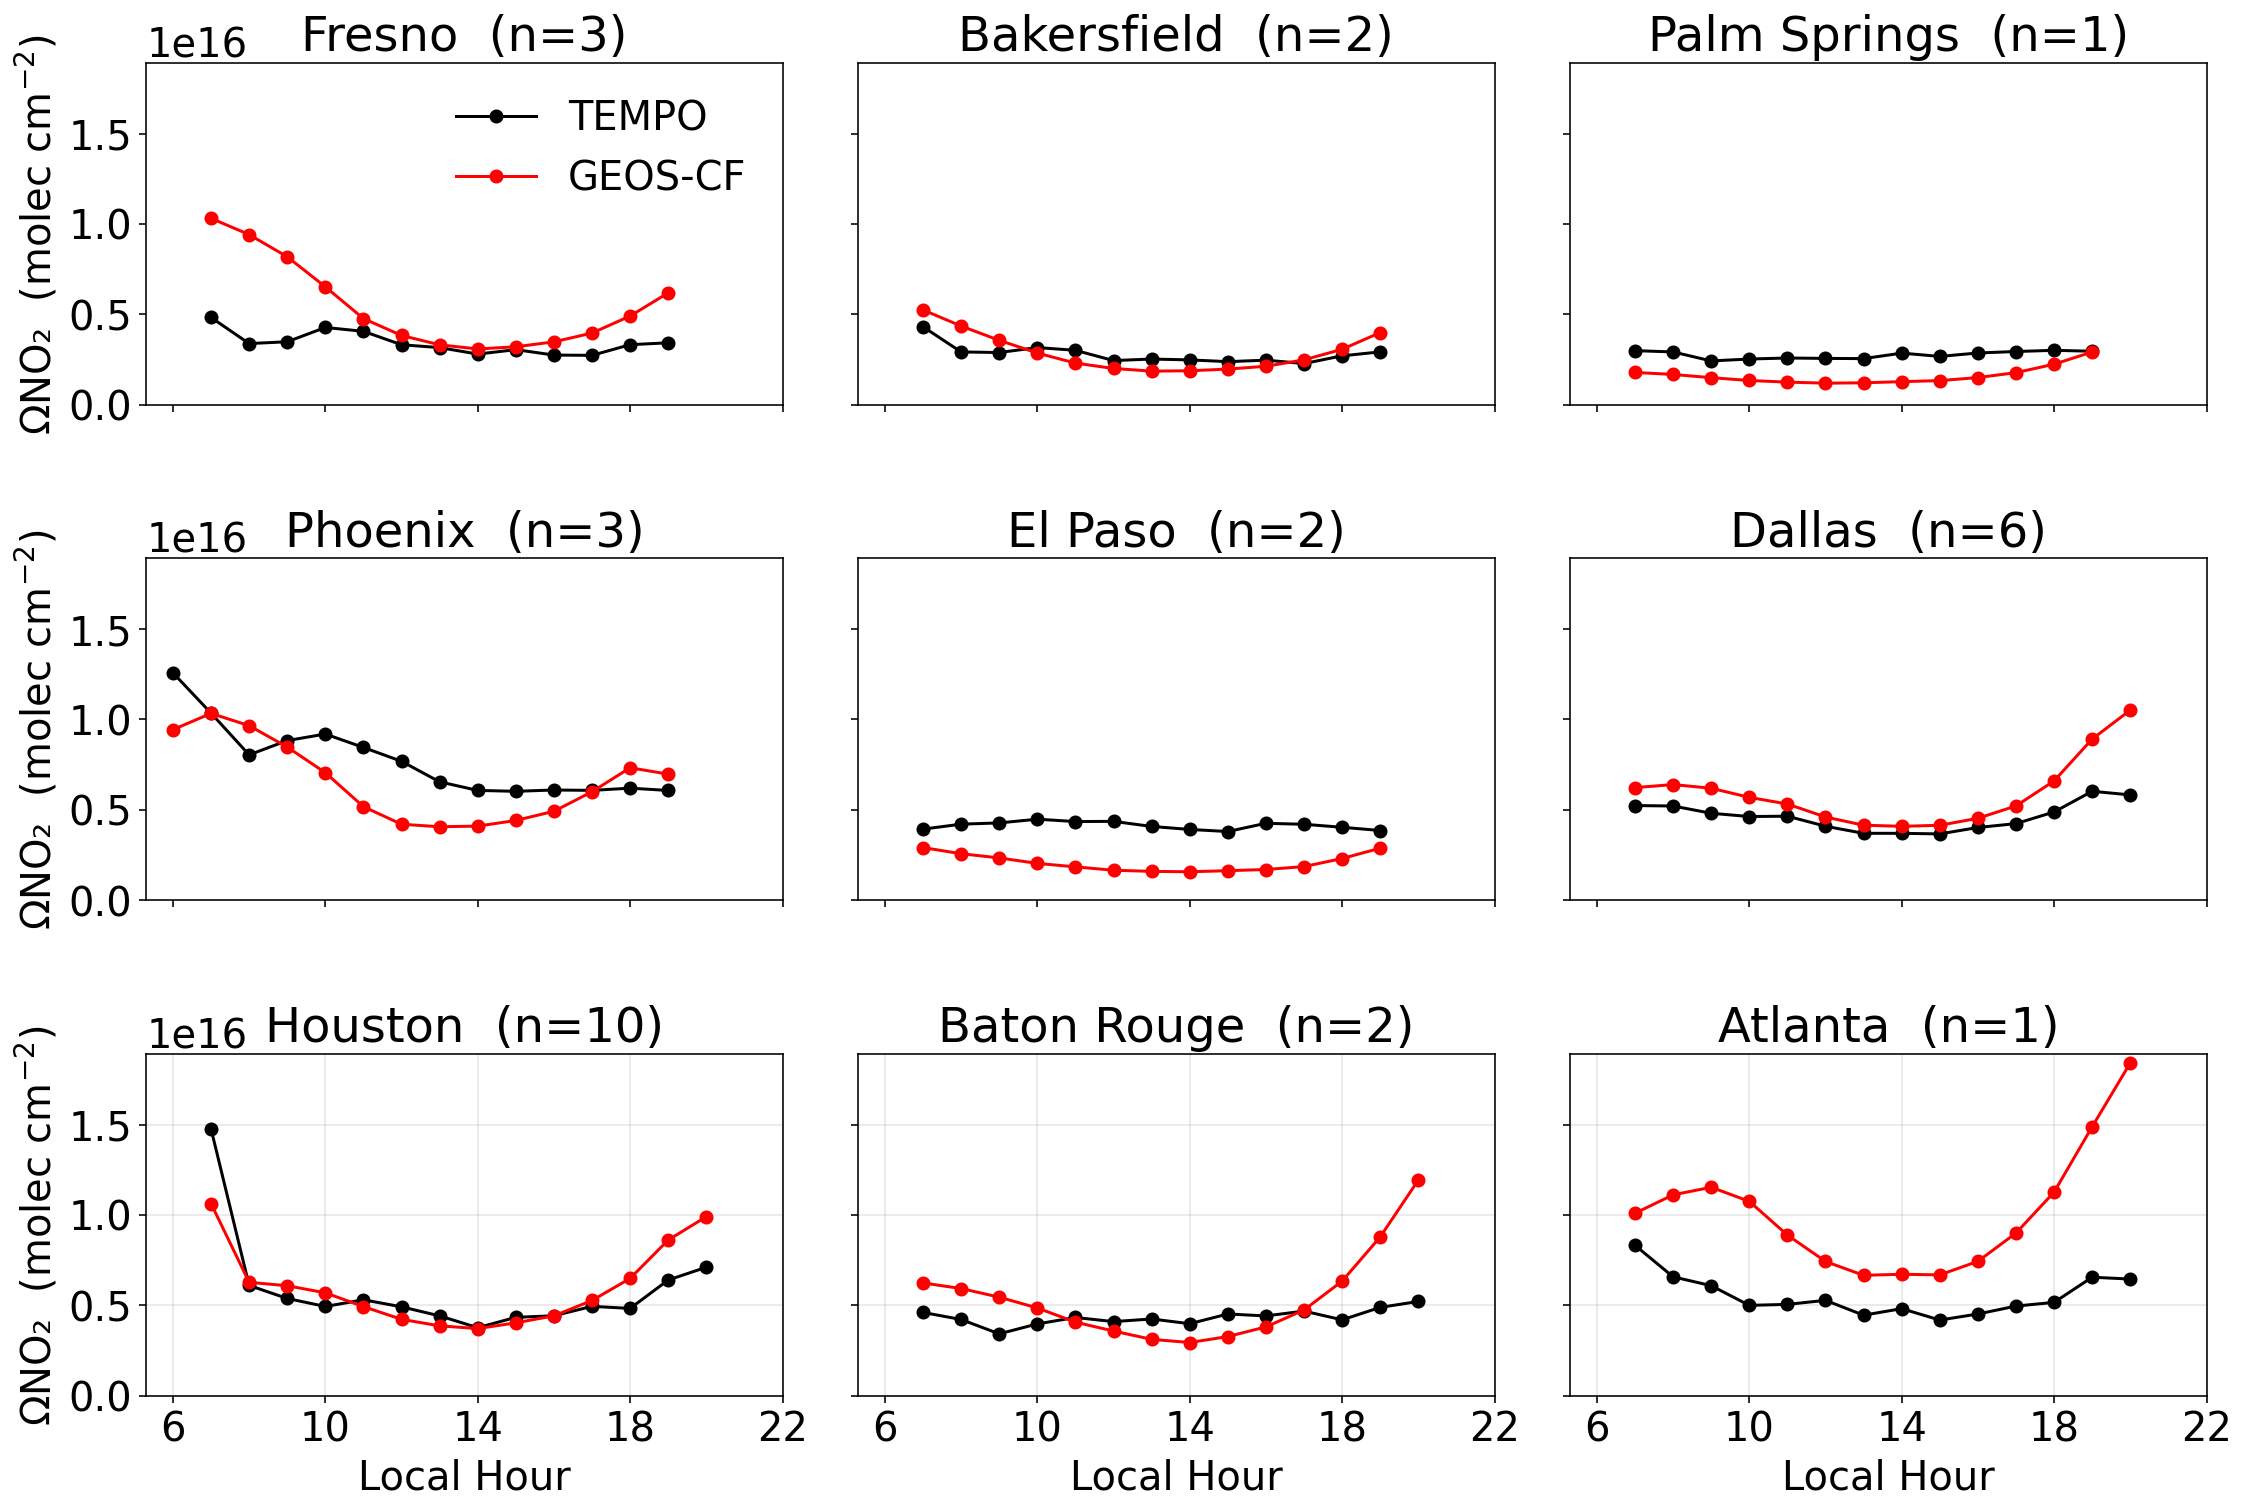 Fresno (n=3)
Bakersfield (n=2)
Palm Springs (n=1)
1e16
ΩNO₂ (molec cm⁻²)
1.5
1.0
0.5
0.0
TEMPO
GEOS-CF
Phoenix (n=3)
El Paso (n=2)
Dallas (n=6)
1e16
ΩNO₂ (molec cm⁻²)
1.5
1.0
0.5
0.0
Houston (n=10)
Baton Rouge (n=2)
Atlanta (n=1)
1e16
ΩNO₂ (molec cm⁻²)
1.5
1.0
0.5
0.0
6 10 14 18 22
6 10 14 18 22
6 10 14 18 22
Local Hour
Local Hour
Local Hour